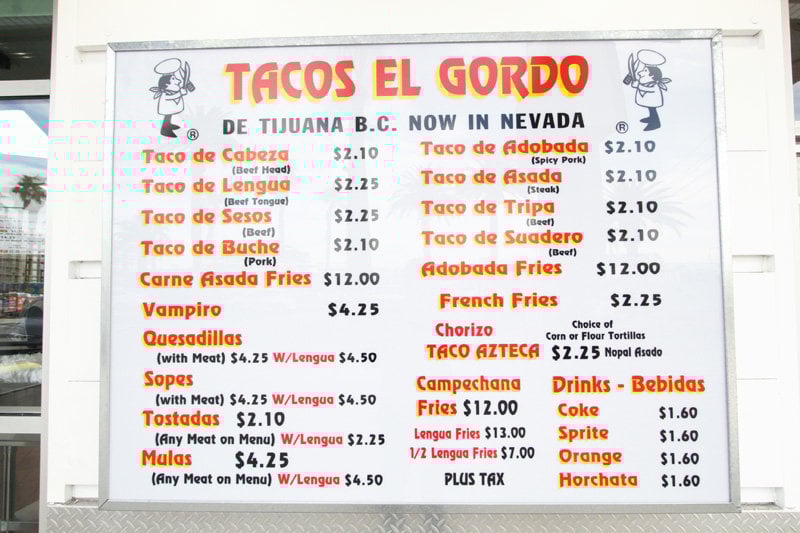 TACOS EL GORDO
® DE TIJUANA B.C. NOW IN NEVADA ®
Taco de Cabeza $2.10
(Beef Head)
Taco de Lengua $2.25
(Beef Tongue)
Taco de Sesos $2.25
(Beef)
Taco de Buche $2.10
(Pork)
Carne Asada Fries $12.00
Vampiro $4.25
Quesadillas
(with Meat) $4.25 W/Lengua $4.50
Sopes
(with Meat) $4.25 W/Lengua $4.50
Tostadas $2.10
(Any Meat on Menu) W/Lengua $2.25
Mulas $4.25
(Any Meat on Menu) W/Lengua $4.50
Taco de Adobada $2.10
(Spicy Pork)
Taco de Asada $2.10
(Steak)
Taco de Tripa $2.10
(Beef)
Taco de Suadero $2.10
(Beef)
Adobada Fries $12.00
French Fries $2.25
Chorizo Choice of
Corn or Flour Tortillas
TACO AZTECA $2.25 Nopal Asado
Campechana
Fries $12.00
Lengua Fries $13.00
1/2 Lengua Fries $7.00
PLUS TAX
Drinks - Bebidas
Coke $1.60
Sprite $1.60
Orange $1.60
Horchata $1.60